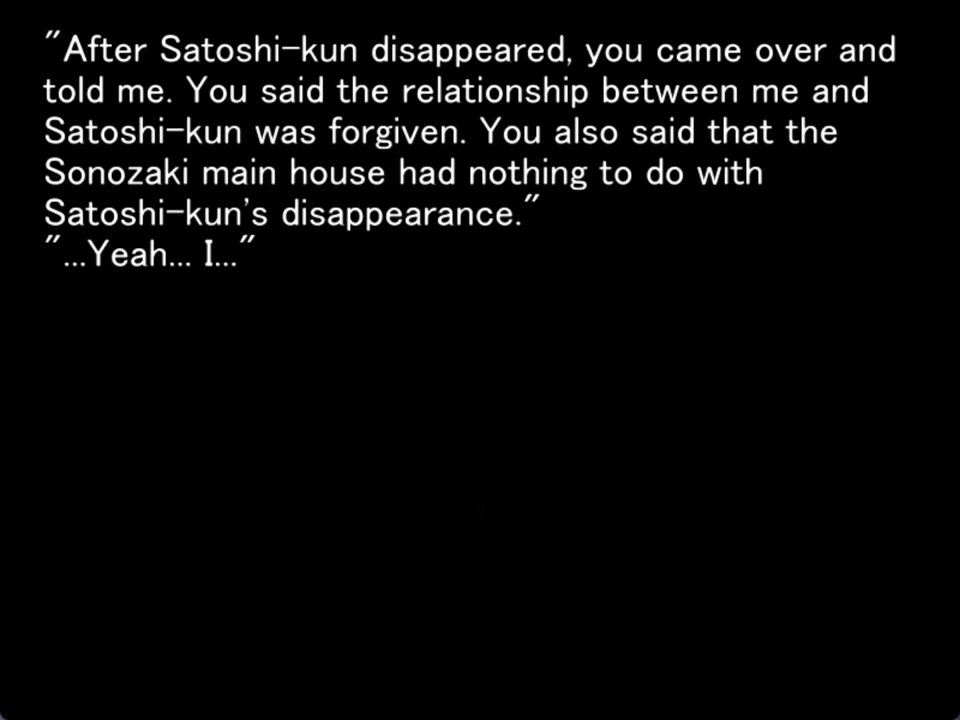 "After Satoshi-kun disappeared, you came over and
told me. You said the relationship between me and
Satoshi-kun was forgiven. You also said that the
Sonozaki main house had nothing to do with
Satoshi-kun's disappearance."
"...Yeah... I..."